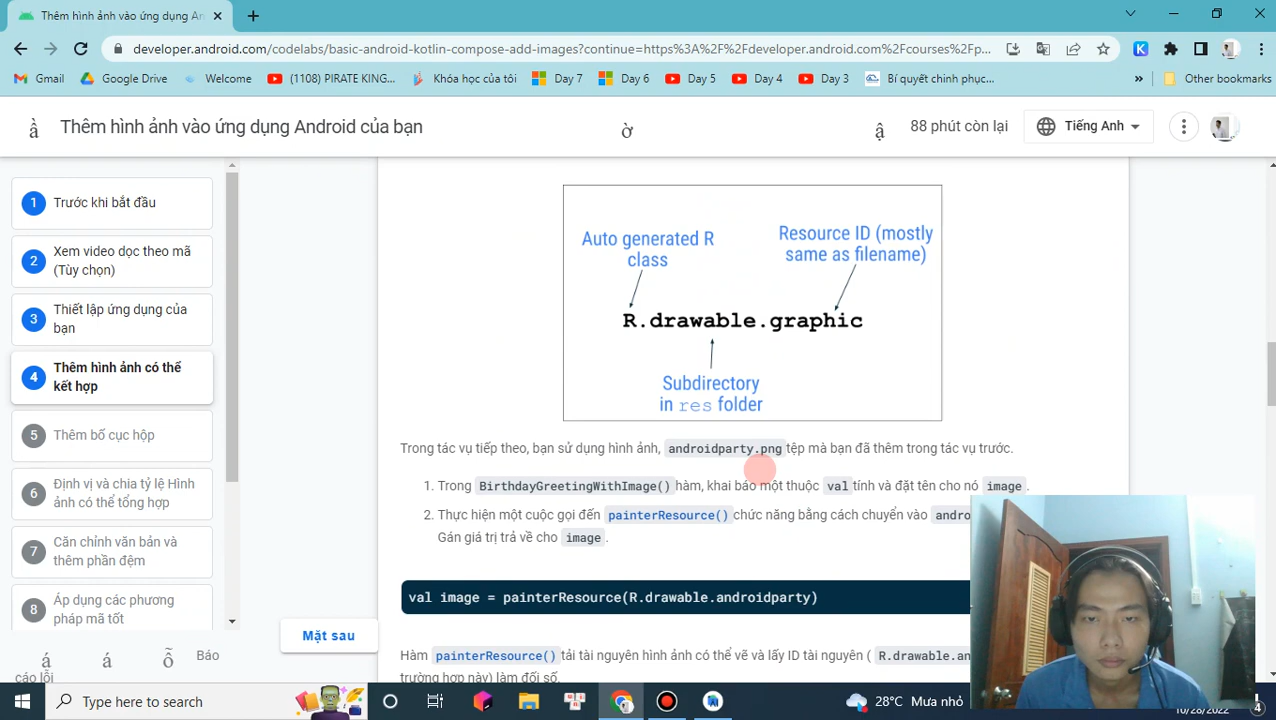 Thêm hình ảnh vào ứng dụng An
developer.android.com/codelabs/basic-android-kotlin-compose-add-images?continue=https%3A%2F%2Fdeveloper.android.com%2Fcourses%2Fp...
Gmail Google Drive Welcome (1108) PIRATE KING... Khóa học của tôi Day 7 Day 6 Day 5 Day 4 Day 3 Bí quyết chinh phục... » Other bookmarks
ầ Thêm hình ảnh vào ứng dụng Android của bạn ờ ậ 88 phút còn lại Tiếng Anh
1 Trước khi bắt đầu
2 Xem video dọc theo mã
(Tùy chọn)
3 Thiết lập ứng dụng của
bạn
4 Thêm hình ảnh có thể
kết hợp
5 Thêm bố cục hộp
6 Định vị và chia tỷ lệ Hình
ảnh có thể tổng hợp
7 Căn chỉnh văn bản và
thêm phần đệm
8 Áp dụng các phương
pháp mã tốt
á á ỗ Báo
cáo lỗi
Mặt sau
Auto generated R
class
Resource ID (mostly
same as filename)
R.drawable.graphic
Subdirectory
in res folder
Trong tác vụ tiếp theo, bạn sử dụng hình ảnh, androidparty.png tệp mà bạn đã thêm trong tác vụ trước.
1. Trong BirthdayGreetingWithImage() hàm, khai báo một thuộc val tính và đặt tên cho nó image.
2. Thực hiện một cuộc gọi đến painterResource() chức năng bằng cách chuyển vào andro
Gán giá trị trả về cho image.
val image = painterResource(R.drawable.androidparty)
Hàm painterResource() tải tài nguyên hình ảnh có thể vẽ và lấy ID tài nguyên ( R.drawable.an
trường hợp này) làm đối số.
Type here to search 28°C Mưa nhỏ
10/28/2022 4